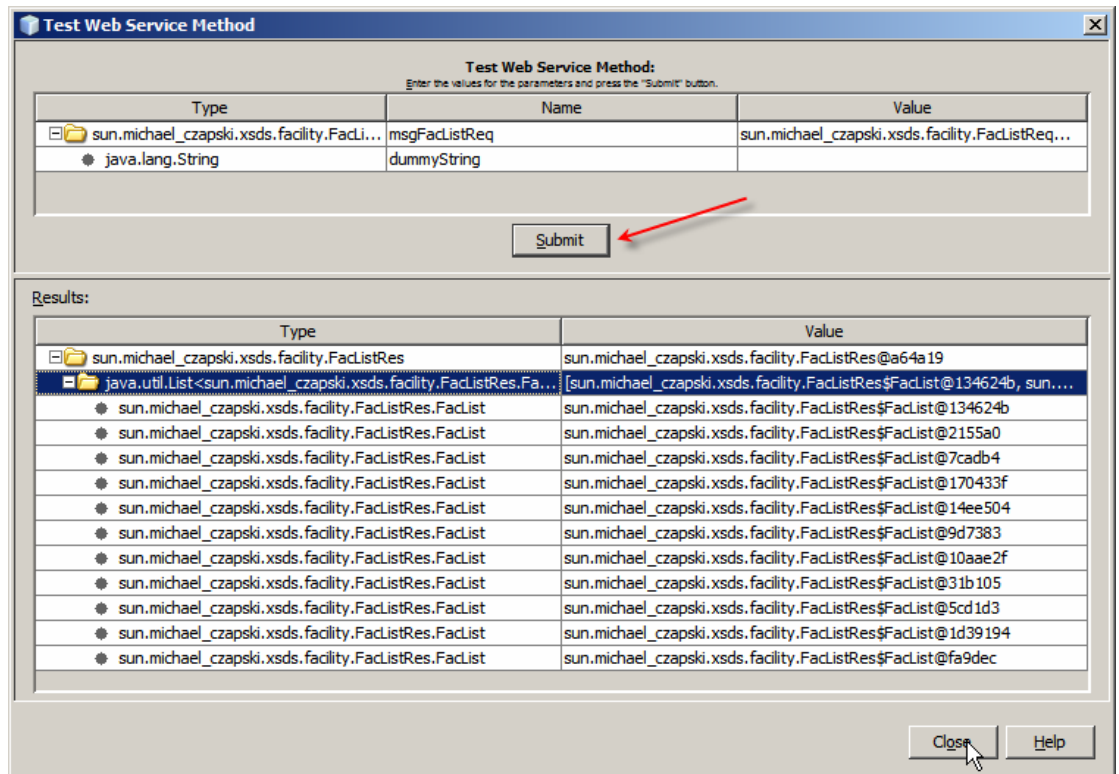 Test Web Service Method
Test Web Service Method:
Enter the values for the parameters and press the "Submit" button.
Type Name Value
sun.michael_czapski.xsds.facility.FacLi... msgFacListReq sun.michael_czapski.xsds.facility.FacListReq...
java.lang.String dummyString
Submit
Results:
Type Value
sun.michael_czapski.xsds.facility.FacListRes sun.michael_czapski.xsds.facility.FacListRes@a64a19
java.util.List<sun.michael_czapski.xsds.facility.FacListRes.Fa... [sun.michael_czapski.xsds.facility.FacListRes$FacList@134624b, sun....
sun.michael_czapski.xsds.facility.FacListRes.FacList sun.michael_czapski.xsds.facility.FacListRes$FacList@134624b
sun.michael_czapski.xsds.facility.FacListRes.FacList sun.michael_czapski.xsds.facility.FacListRes$FacList@2155a0
sun.michael_czapski.xsds.facility.FacListRes.FacList sun.michael_czapski.xsds.facility.FacListRes$FacList@7cadb4
sun.michael_czapski.xsds.facility.FacListRes.FacList sun.michael_czapski.xsds.facility.FacListRes$FacList@170433f
sun.michael_czapski.xsds.facility.FacListRes.FacList sun.michael_czapski.xsds.facility.FacListRes$FacList@14ee504
sun.michael_czapski.xsds.facility.FacListRes.FacList sun.michael_czapski.xsds.facility.FacListRes$FacList@9d7383
sun.michael_czapski.xsds.facility.FacListRes.FacList sun.michael_czapski.xsds.facility.FacListRes$FacList@10aae2f
sun.michael_czapski.xsds.facility.FacListRes.FacList sun.michael_czapski.xsds.facility.FacListRes$FacList@31b105
sun.michael_czapski.xsds.facility.FacListRes.FacList sun.michael_czapski.xsds.facility.FacListRes$FacList@5cd1d3
sun.michael_czapski.xsds.facility.FacListRes.FacList sun.michael_czapski.xsds.facility.FacListRes$FacList@1d39194
sun.michael_czapski.xsds.facility.FacListRes.FacList sun.michael_czapski.xsds.facility.FacListRes$FacList@fa9dec
Close Help